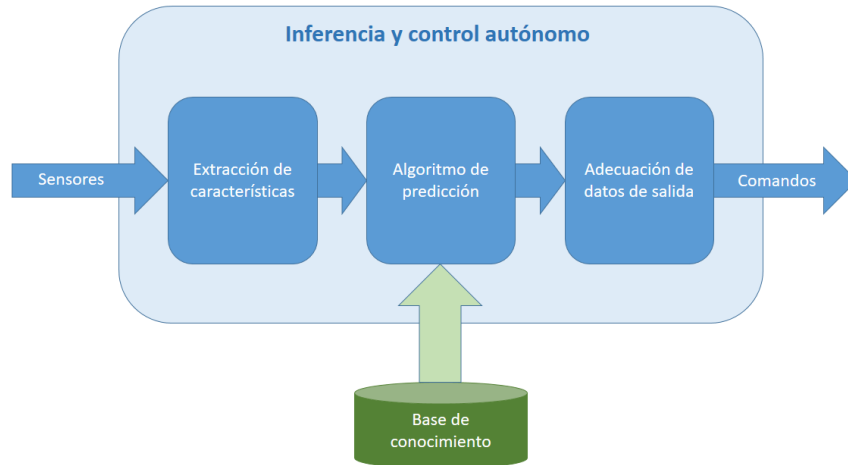 Inferencia y control autónomo
Sensores
Extracción de
características
Algoritmo de
predicción
Adecuación de
datos de salida
Comandos
Base de
conocimiento